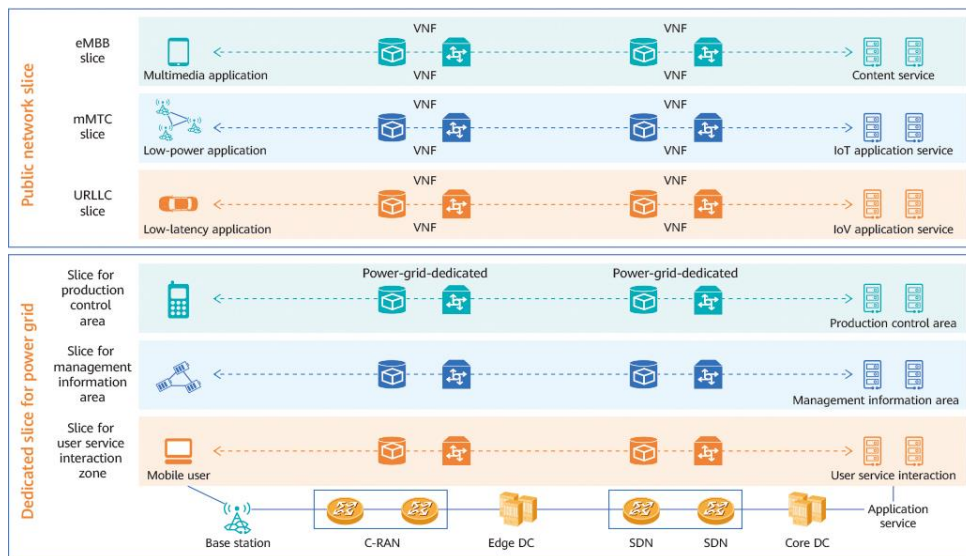 Public network slice
eMBB
slice
Multimedia application
VNF
VNF
VNF
VNF
Content service
mMTC
slice
Low-power application
VNF
VNF
VNF
VNF
IoT application service
URLLC
slice
Low-latency application
VNF
VNF
VNF
VNF
IoV application service
Dedicated slice for power grid
Slice for
production
control
area
Power-grid-dedicated
Power-grid-dedicated
Production control area
Slice for
management
information
area
Management information area
Slice for
user service
interaction
zone
Mobile user
User service interaction
Base station
C-RAN
Edge DC
SDN
SDN
Core DC
Application
service